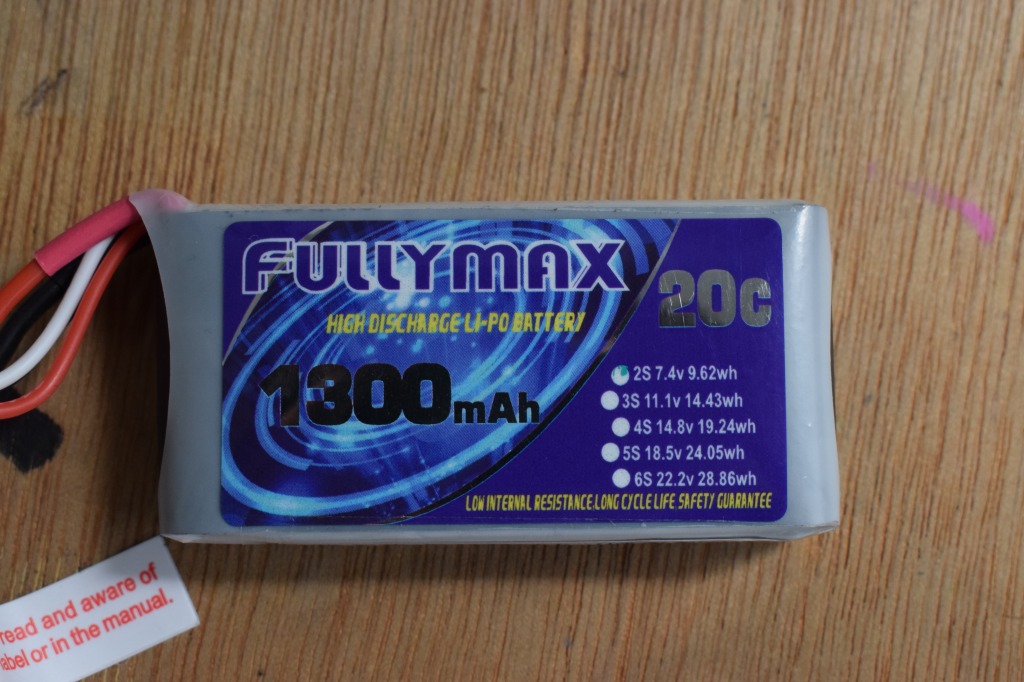 FULLYMAX
20C
HIGH DISCHARGE LI-PO BATTERY
1300mAh
2S 7.4v 9.62wh
3S 11.1v 14.43wh
4S 14.8v 19.24wh
5S 18.5v 24.05wh
6S 22.2v 28.86wh
LOW INTERNAL RESISTANCE.LONG CYCLE LIFE SAFETY GUARANTEE
read and aware of
label or in the manual.